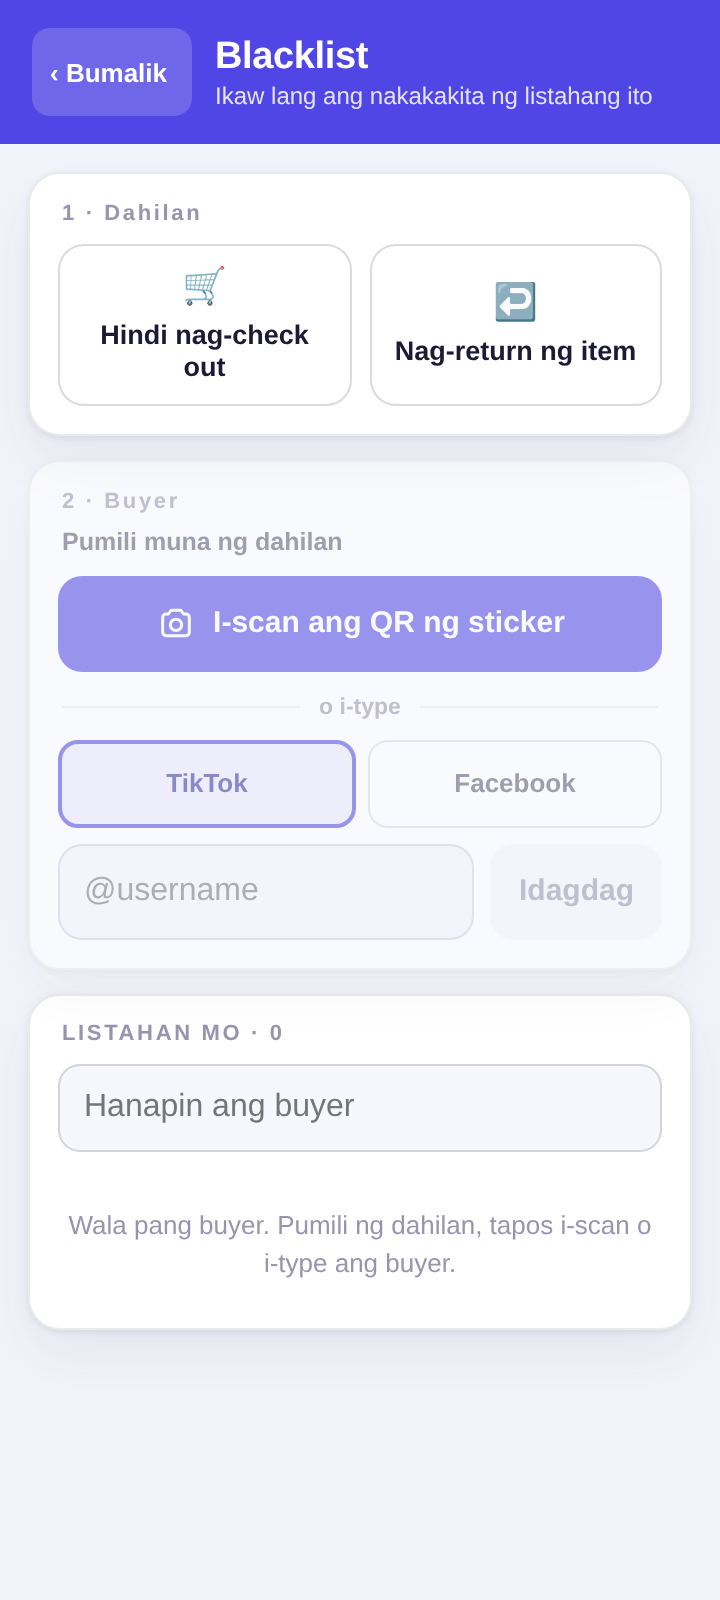 ‹ Bumalik
Blacklist
Ikaw lang ang nakakakita ng listahang ito
1 · Dahilan
Hindi nag-check
out
Nag-return ng item
2 · Buyer
Pumili muna ng dahilan
I-scan ang QR ng sticker
o i-type
TikTok
Facebook
@username
Idagdag
LISTAHAN MO · 0
Hanapin ang buyer
Wala pang buyer. Pumili ng dahilan, tapos i-scan o
i-type ang buyer.